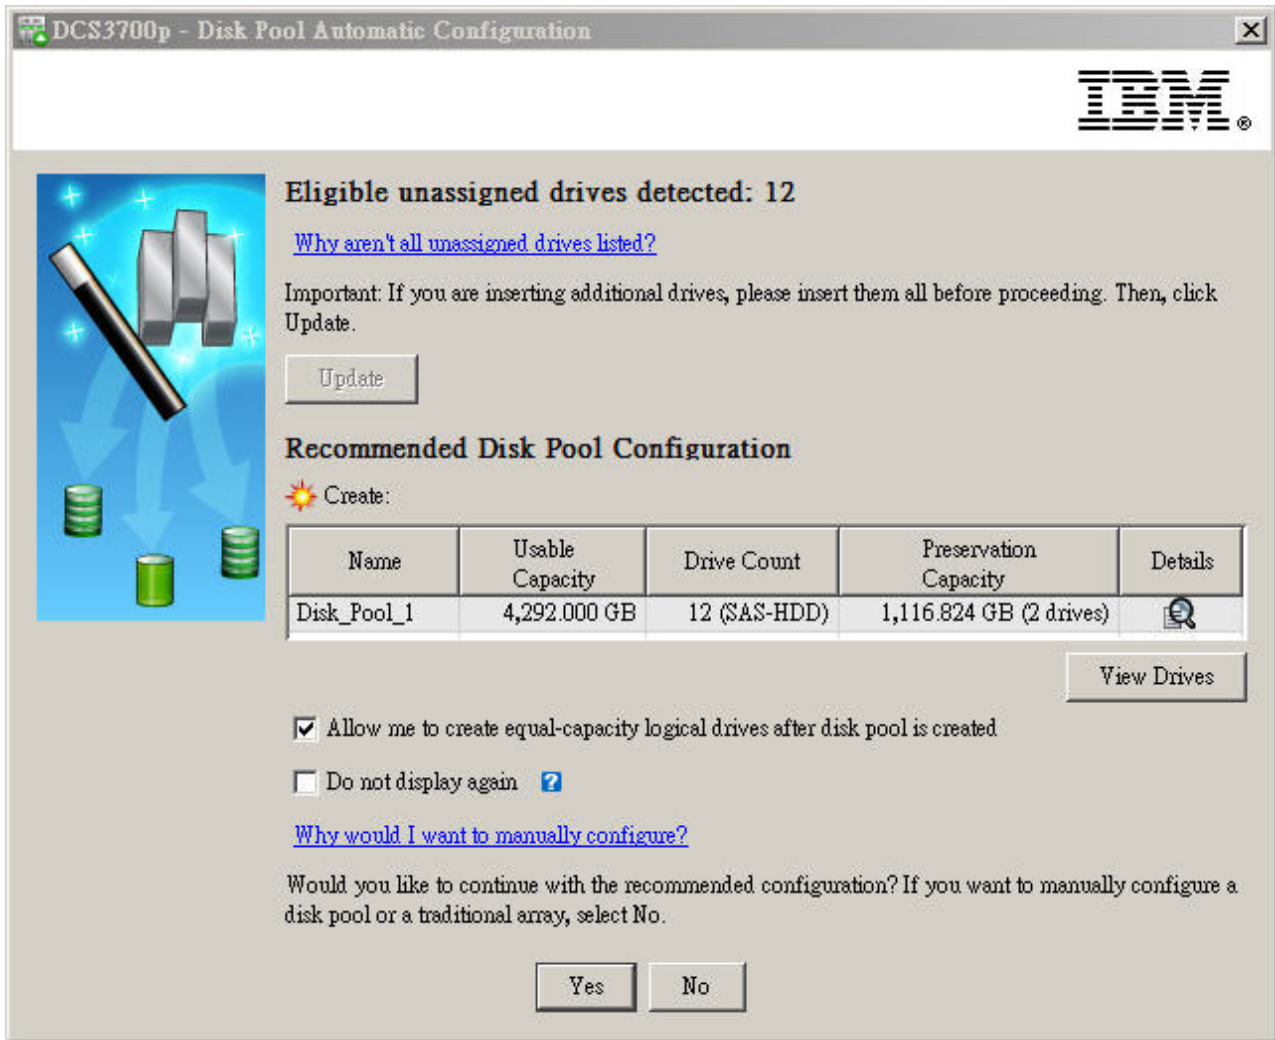 DCS3700p - Disk Pool Automatic Configuration
IBM®
Eligible unassigned drives detected: 12
Why aren't all unassigned drives listed?
Important: If you are inserting additional drives, please insert them all before proceeding. Then, click
Update.
Update
Recommended Disk Pool Configuration
Create:
Name Usable Capacity Drive Count Preservation Capacity Details
Disk_Pool_1 4,292.000 GB 12 (SAS-HDD) 1,116.824 GB (2 drives)
View Drives
Allow me to create equal-capacity logical drives after disk pool is created
Do not display again ?
Why would I want to manually configure?
Would you like to continue with the recommended configuration? If you want to manually configure a
disk pool or a traditional array, select No.
Yes No